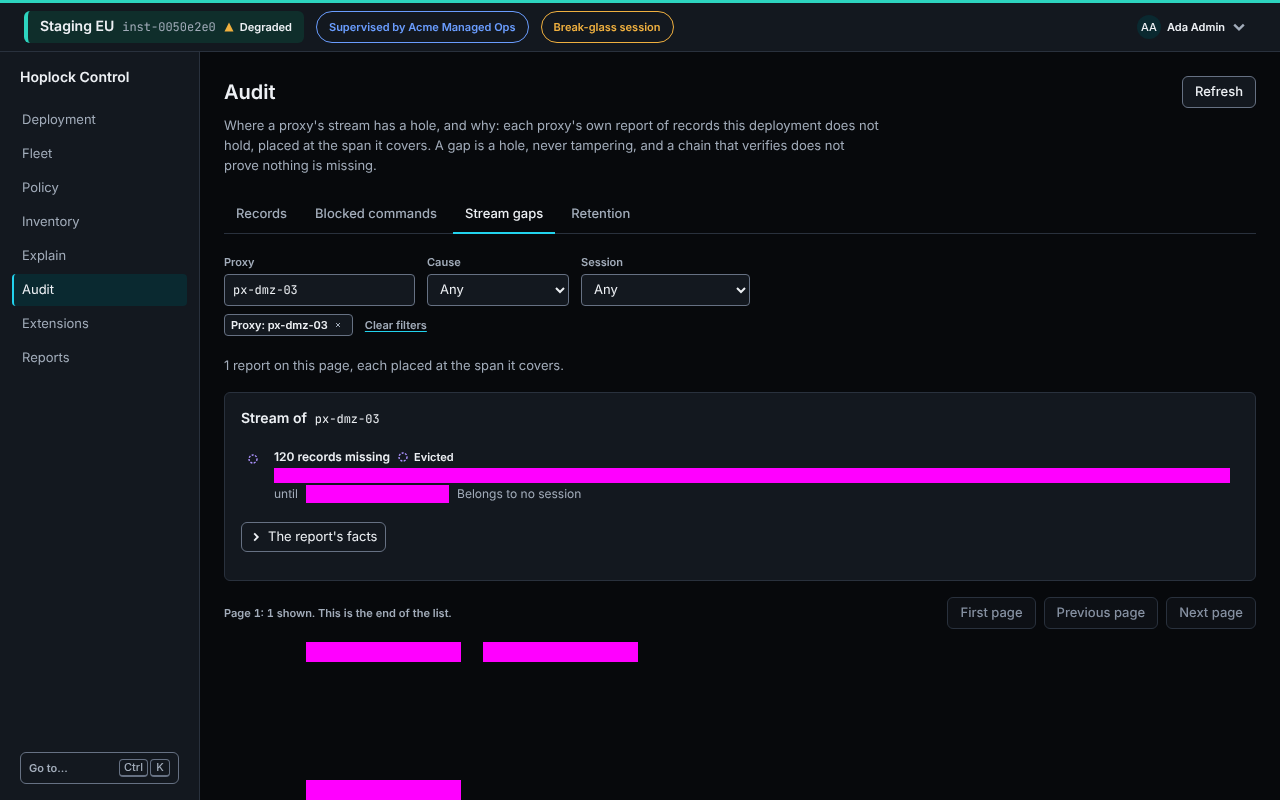 Staging EU inst-0050e2e0 Degraded
Supervised by Acme Managed Ops
Break-glass session
AA Ada Admin
Hoplock Control
Deployment
Fleet
Policy
Inventory
Explain
Audit
Extensions
Reports
Go to... Ctrl K
Audit
Refresh
Where a proxy's stream has a hole, and why: each proxy's own report of records this deployment does not
hold, placed at the span it covers. A gap is a hole, never tampering, and a chain that verifies does not
prove nothing is missing.
Records Blocked commands Stream gaps Retention
Proxy Cause Session
px-dmz-03 Any Any
Proxy: px-dmz-03 × Clear filters
1 report on this page, each placed at the span it covers.
Stream of px-dmz-03
120 records missing Evicted
until Belongs to no session
The report's facts
Page 1: 1 shown. This is the end of the list.
First page Previous page Next page